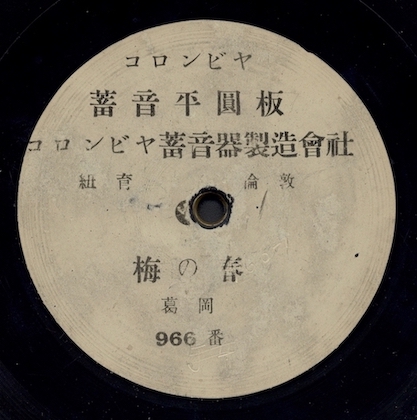 コロンビヤ
蓄音平圓板
コロンビヤ蓄音器製造會社
紐育 倫敦
梅の春
葛岡
966番